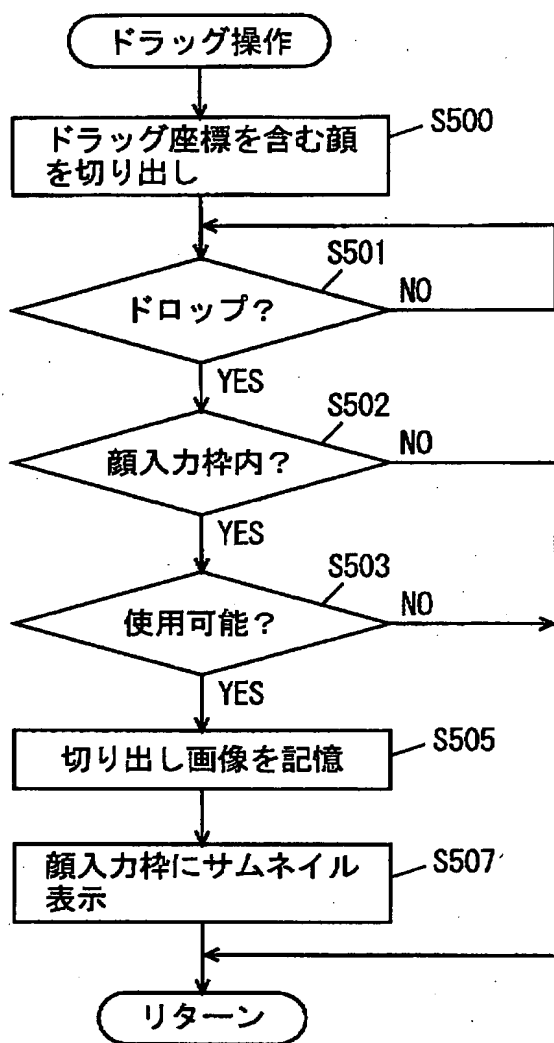 ドラッグ操作
ドラッグ座標を含む顔
を切り出し
S500
S501
ドロップ?
NO
YES
S502
顔入力枠内?
NO
YES
S503
使用可能?
NO
YES
切り出し画像を記憶
S505
顔入力枠にサムネイル
表示
S507
リターン